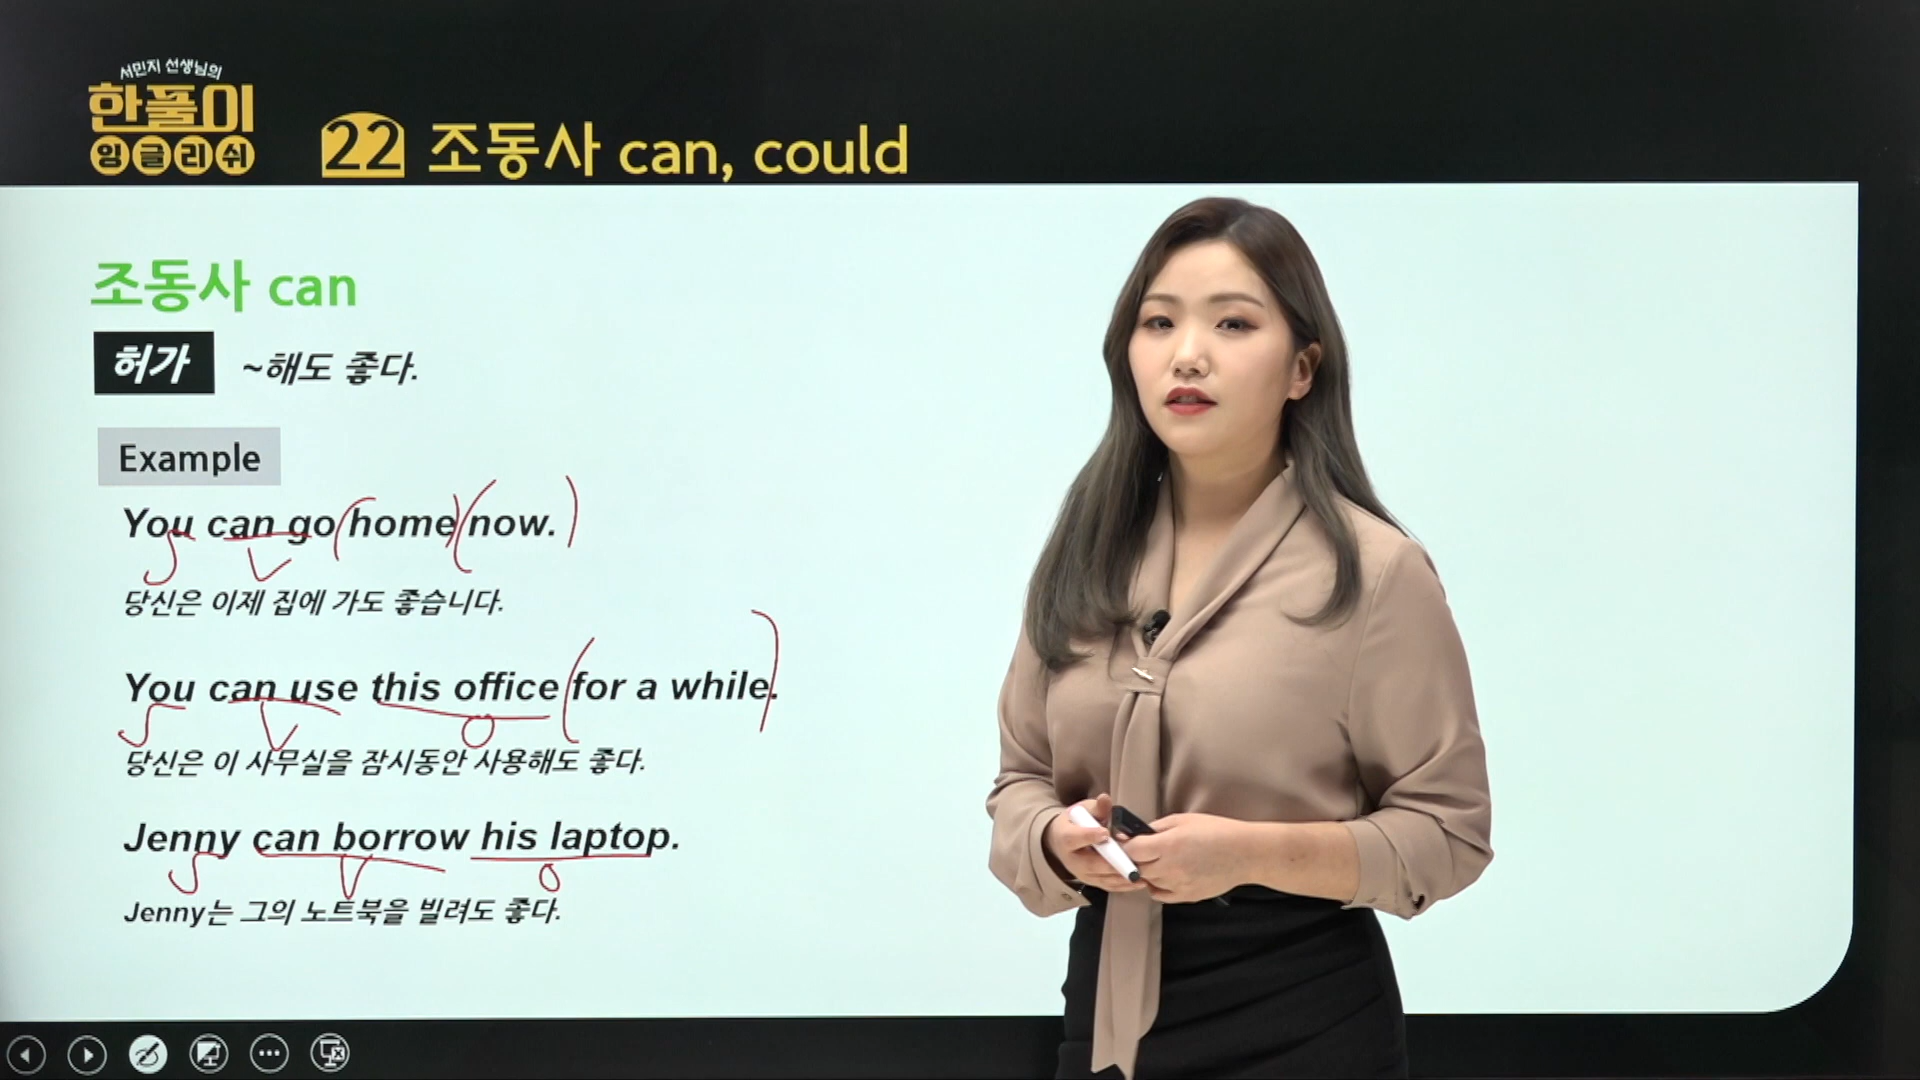 서민지 선생님의
한풀이
잉글리쉬
22 조동사 can, could
조동사 can
허가 ~해도 좋다.
Example
You can go (home) (now.)
S V
당신은 이제 집에 가도 좋습니다.
You can use this office (for a while.)
S V O
당신은 이 사무실을 잠시동안 사용해도 좋다.
Jenny can borrow his laptop.
S V O
Jenny는 그의 노트북을 빌려도 좋다.